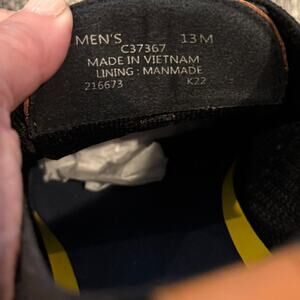 MEN'S 13 M
C37367
MADE IN VIETNAM
LINING : MANMADE
216673 K22